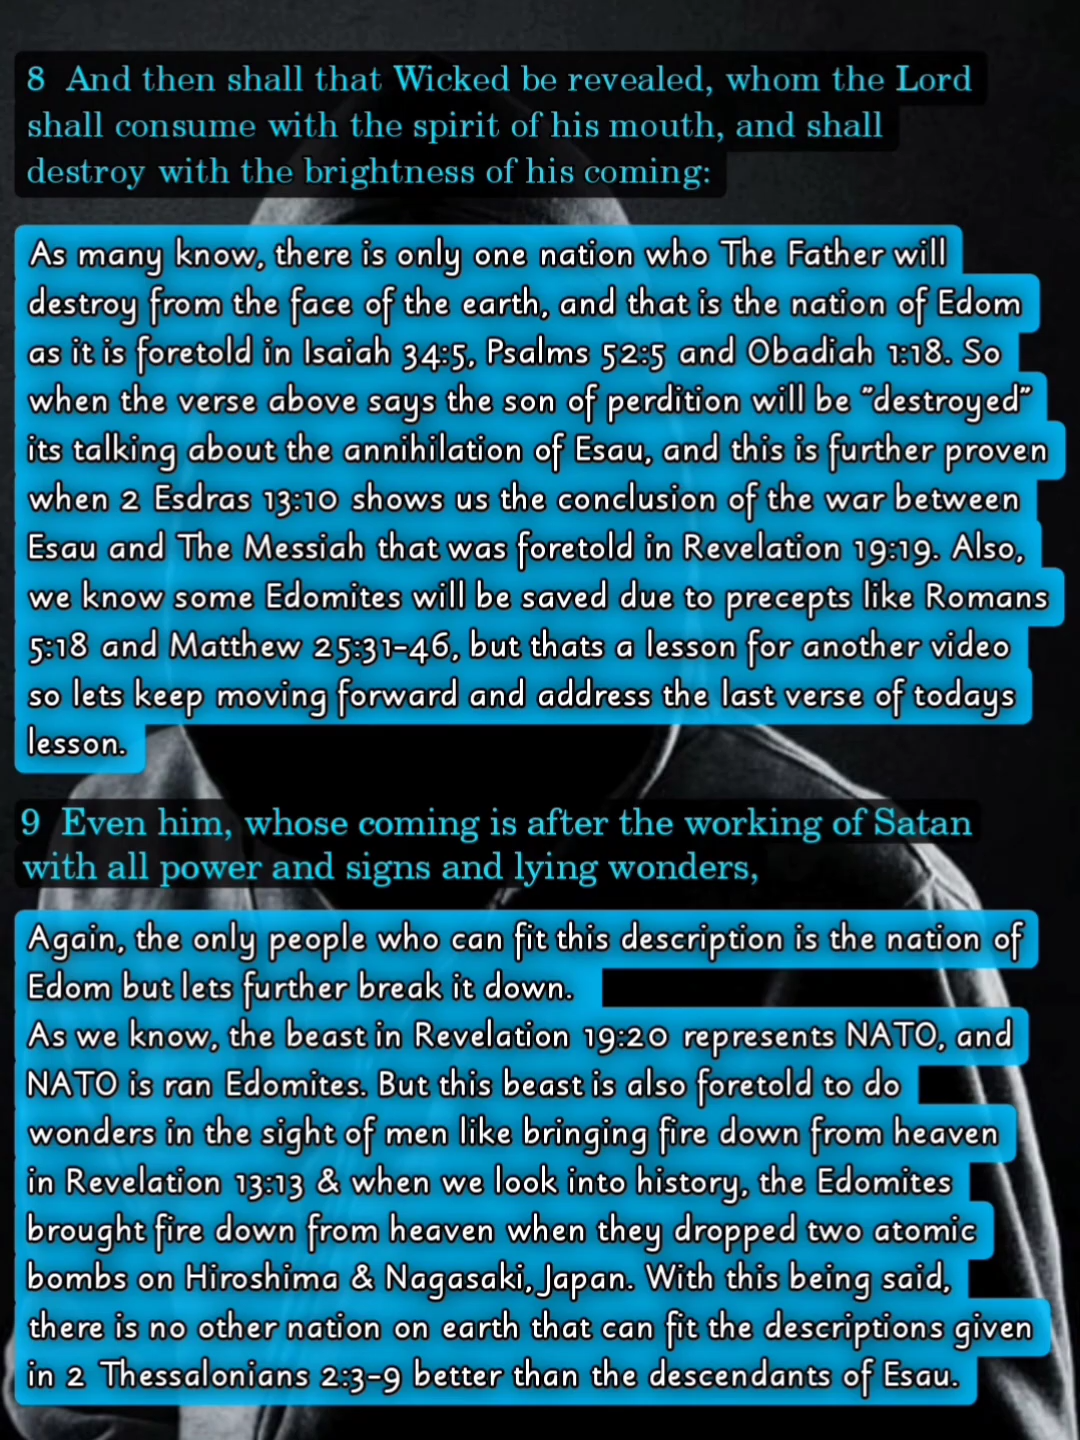 8  And then shall that Wicked be revealed, whom the Lord
shall consume with the spirit of his mouth, and shall
destroy with the brightness of his coming:
As many know, there is only one nation who The Father will
destroy from the face of the earth, and that is the nation of Edom
as it is foretold in Isaiah 34:5, Psalms 52:5 and Obadiah 1:18. So
when the verse above says the son of perdition will be "destroyed"
its talking about the annihilation of Esau, and this is further proven
when 2 Esdras 13:10 shows us the conclusion of the war between
Esau and The Messiah that was foretold in Revelation 19:19. Also,
we know some Edomites will be saved due to precepts like Romans
5:18 and Matthew 25:31-46, but thats a lesson for another video
so lets keep moving forward and address the last verse of todays
lesson.
9  Even him, whose coming is after the working of Satan
with all power and signs and lying wonders,
Again, the only people who can fit this description is the nation of
Edom but lets further break it down.
As we know, the beast in Revelation 19:20 represents NATO, and
NATO is ran Edomites. But this beast is also foretold to do
wonders in the sight of men like bringing fire down from heaven
in Revelation 13:13 & when we look into history, the Edomites
brought fire down from heaven when they dropped two atomic
bombs on Hiroshima & Nagasaki, Japan. With this being said,
there is no other nation on earth that can fit the descriptions given
in 2 Thessalonians 2:3-9 better than the descendants of Esau.